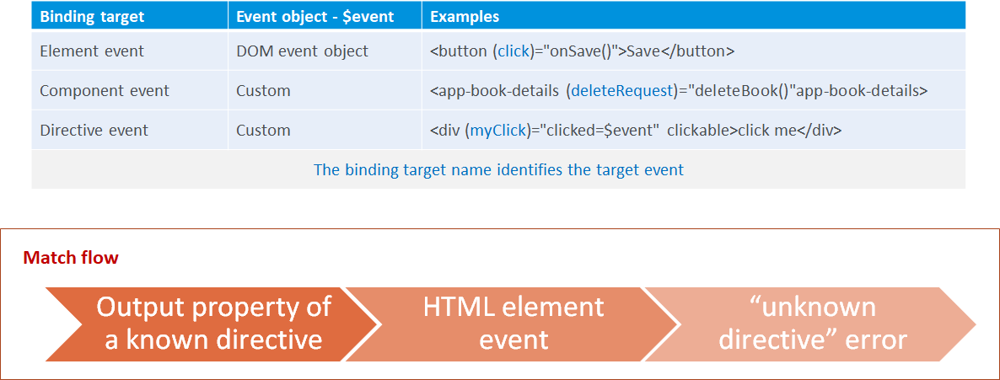 Binding target Event object - $event Examples
Element event DOM event object <button (click)="onSave()">Save</button>
Component event Custom <app-book-details (deleteRequest)="deleteBook()"app-book-details>
Directive event Custom <div (myClick)="clicked=$event" clickable>click me</div>
The binding target name identifies the target event
Match flow
Output property of
a known directive
HTML element
event
“unknown
directive” error